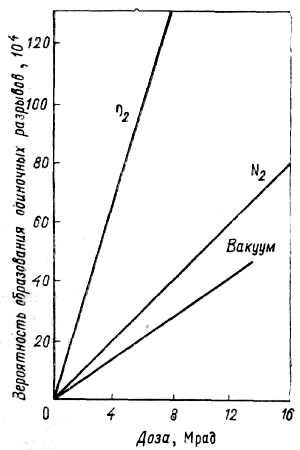 Вероятность образования одиночных разрывов, 10⁴
120
100
80
60
40
20
0
4
8
12
16
Доза, Мрад
O₂
N₂
Вакуум